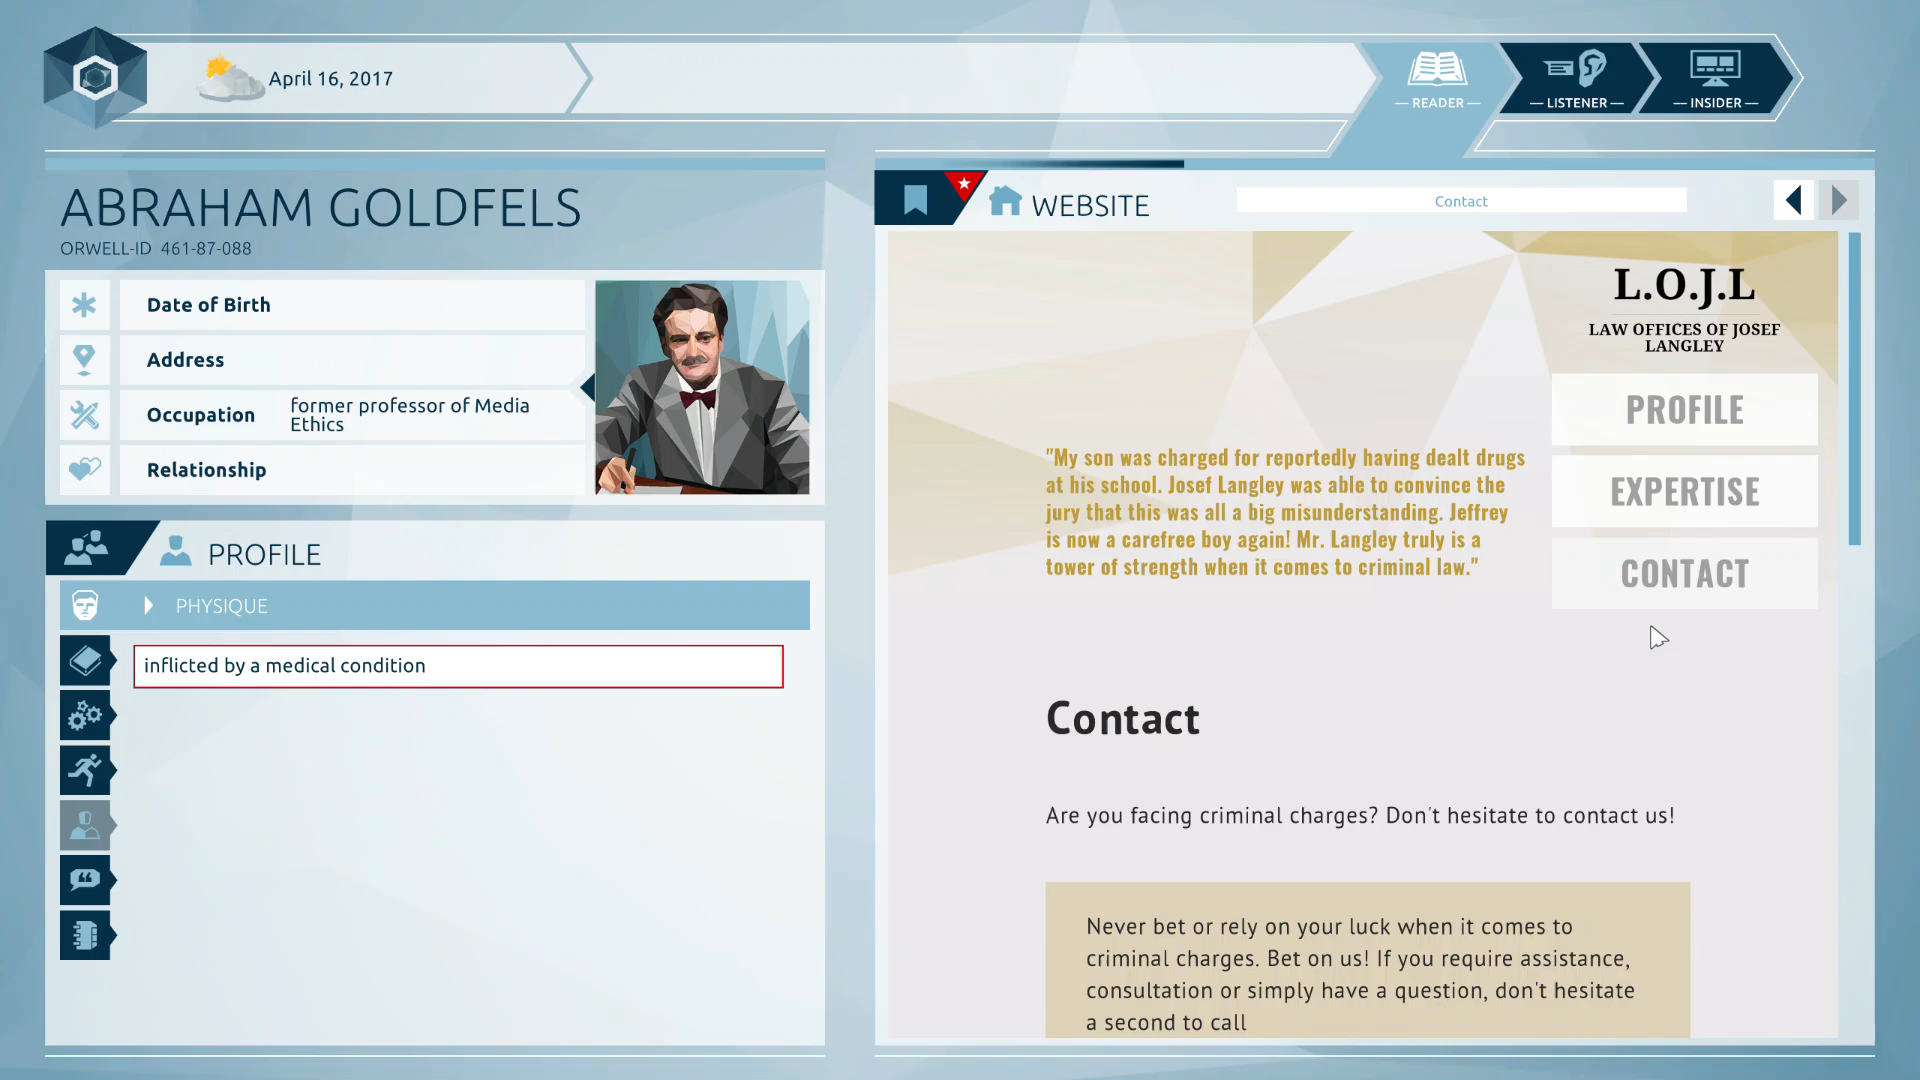 April 16, 2017
— READER —
— LISTENER —
— INSIDER —
ABRAHAM GOLDFELS
ORWELL-ID 461-87-088
Date of Birth
Address
Occupation
former professor of Media
Ethics
Relationship
PROFILE
PHYSIQUE
inflicted by a medical condition
WEBSITE
Contact
L.O.J.L
LAW OFFICES OF JOSEF
LANGLEY
PROFILE
EXPERTISE
CONTACT
"My son was charged for reportedly having dealt drugs
at his school. Josef Langley was able to convince the
jury that this was all a big misunderstanding. Jeffrey
is now a carefree boy again! Mr. Langley truly is a
tower of strength when it comes to criminal law."
Contact
Are you facing criminal charges? Don't hesitate to contact us!
Never bet or rely on your luck when it comes to
criminal charges. Bet on us! If you require assistance,
consultation or simply have a question, don't hesitate
a second to call